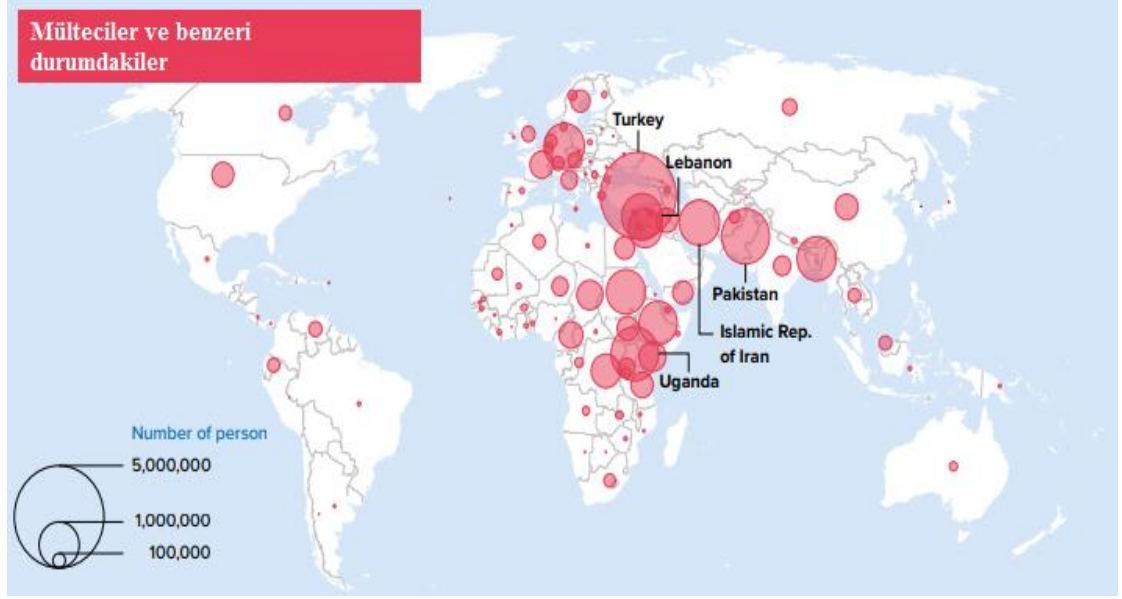 Mülteciler ve benzeri
durumdakiler
Turkey
Lebanon
Pakistan
Islamic Rep.
of Iran
Uganda
Number of person
5,000,000
1,000,000
100,000